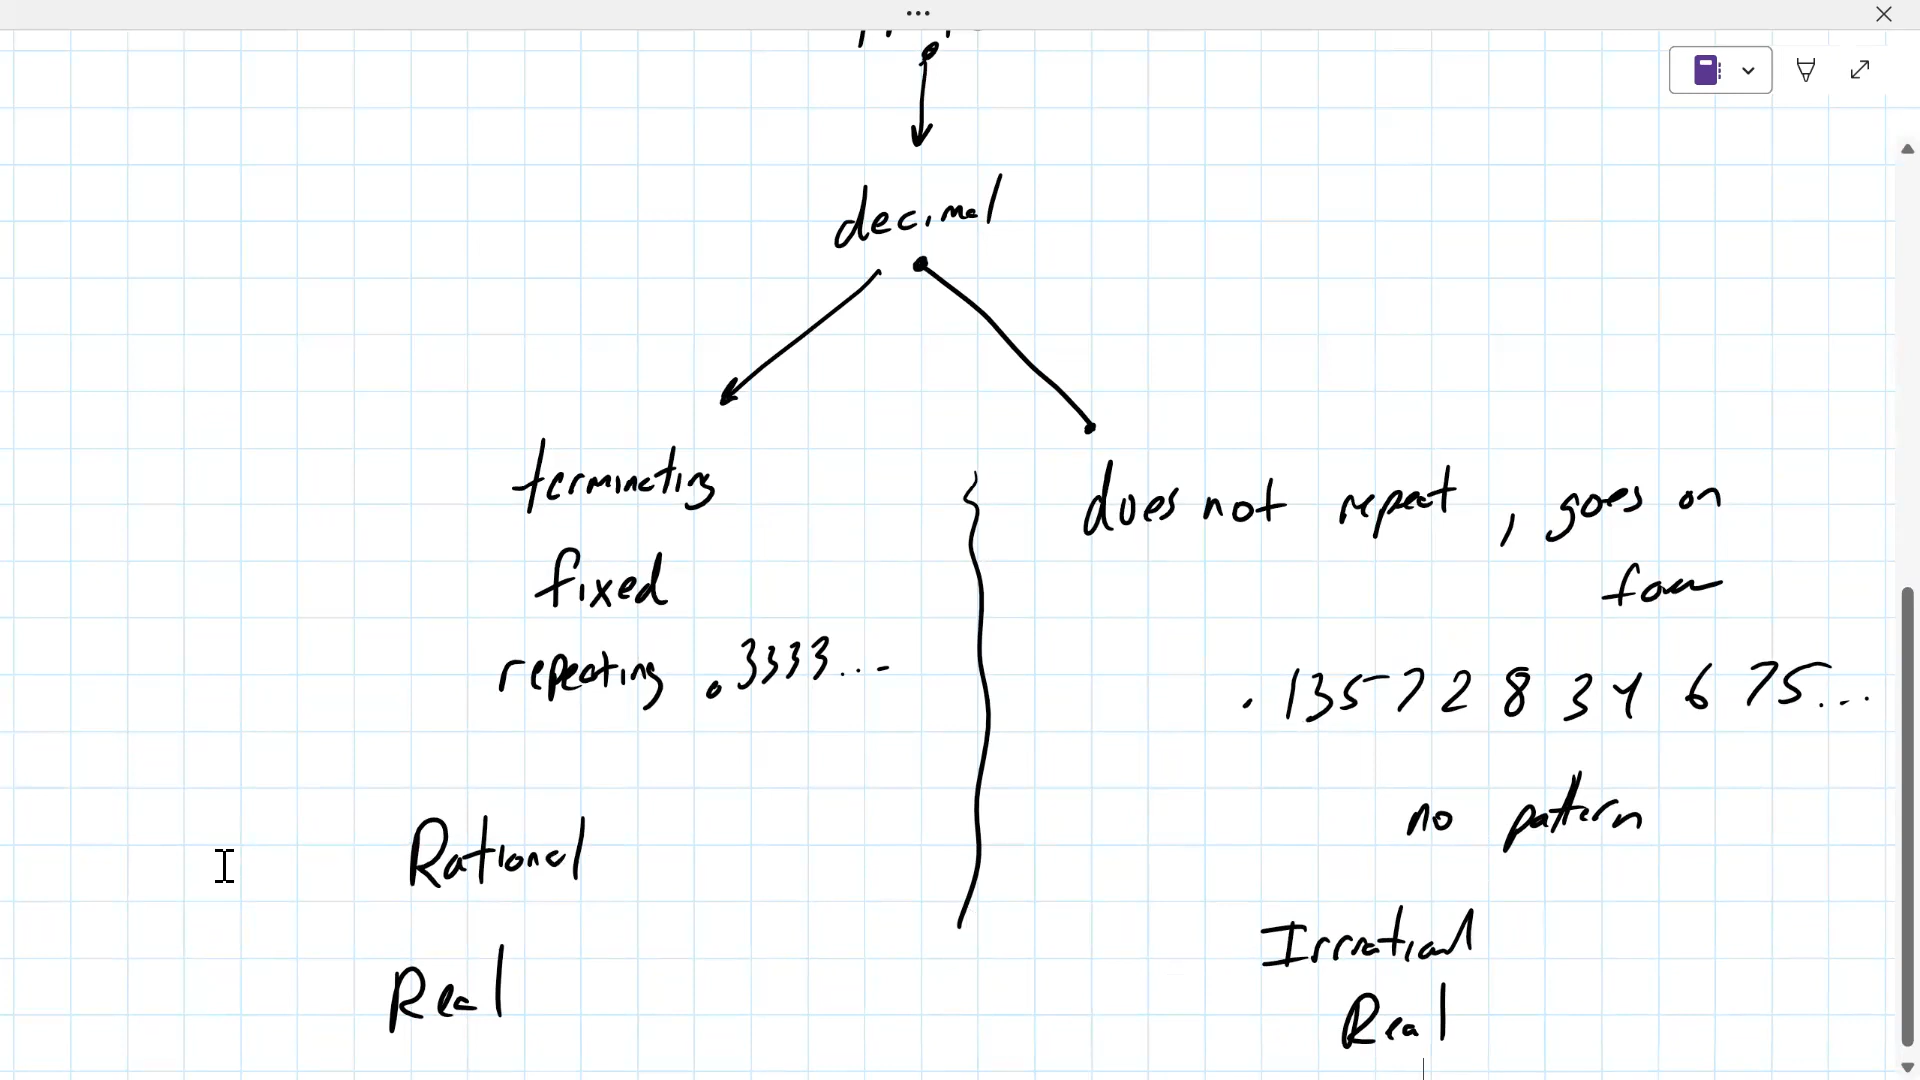 decimal
terminating
fixed
repeating .3333...
Rational
Real
does not repeat, goes on
. 135 7 2 8 3 4 6 75...
no pattern
Irrational
Real